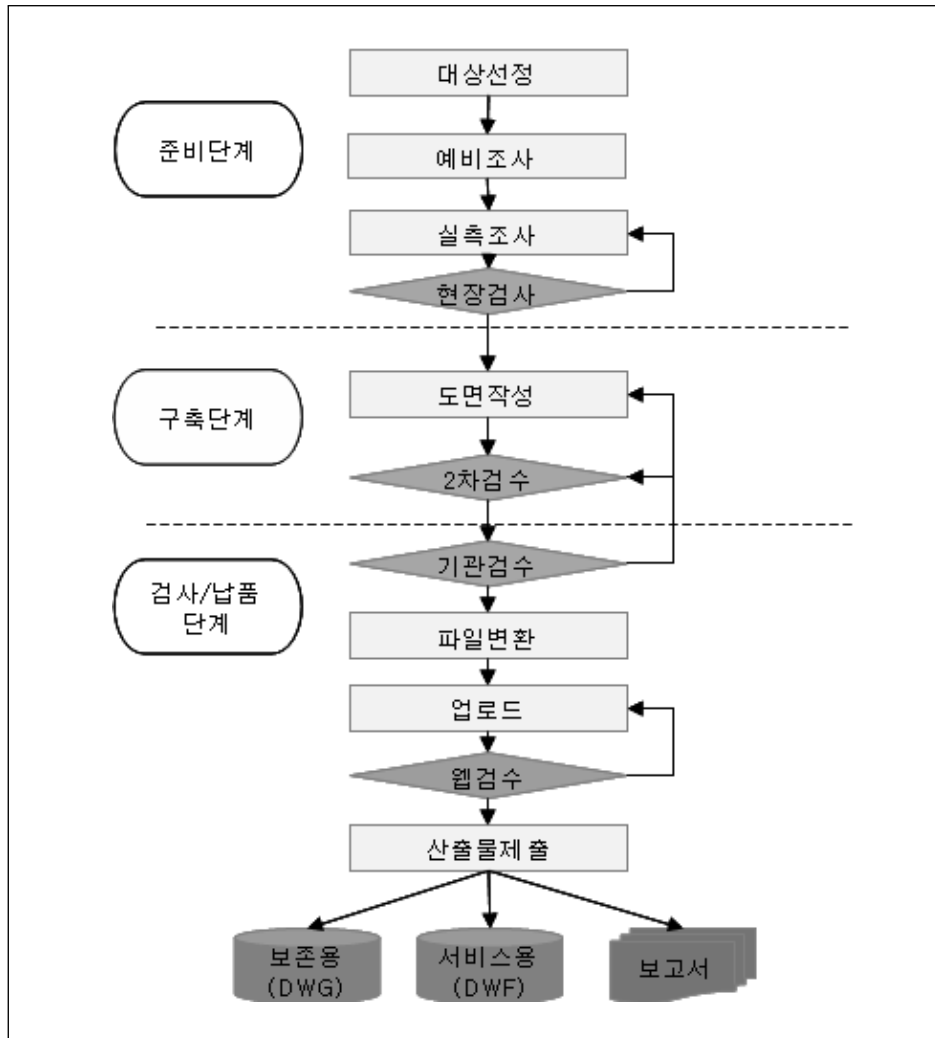 대상선정
준비단계
예비조사
실측조사
현장검사
도면작성
구축단계
2차검수
기관검수
검사/납품
단계
파일변환
업로드
웹검수
산출물제출
보존용
(DWG)
서비스용
(DWF)
보고서